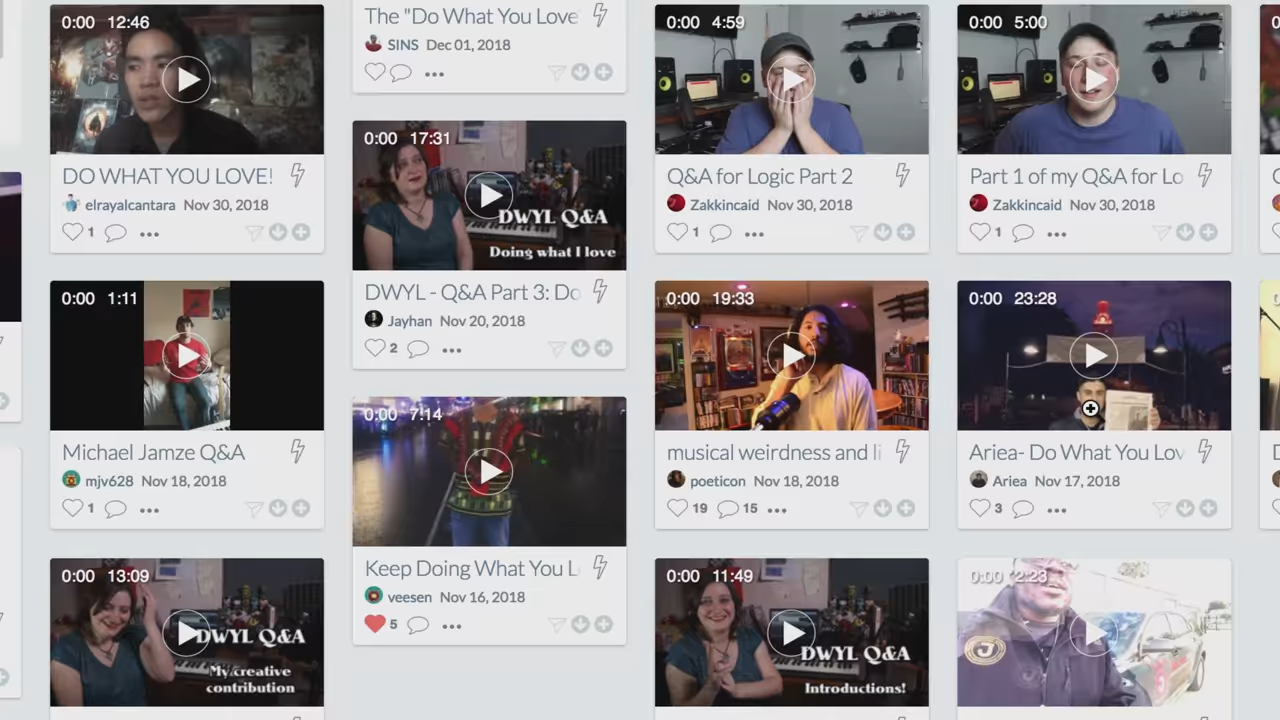 0:00 12:46
DO WHAT YOU LOVE!
elrayalcantara Nov 30, 2018
1
0:00 1:11
Michael Jamze Q&A
mjv628 Nov 18, 2018
1
0:00 13:09
DWYL Q&A
My creative
contribution
The "Do What You Love
SINS Dec 01, 2018
0:00 17:31
DWYL Q&A
Doing what I love
DWYL - Q&A Part 3: Do
Jayhan Nov 20, 2018
2
0:00 7:14
Keep Doing What You L
veesen Nov 16, 2018
5
0:00 4:59
Q&A for Logic Part 2
Zakkincaid Nov 30, 2018
1
0:00 19:33
musical weirdness and li
poeticon Nov 18, 2018
19 15
0:00 11:49
DWYL Q&A
Introductions!
0:00 5:00
Part 1 of my Q&A for Lo
Zakkincaid Nov 30, 2018
1
0:00 23:28
Ariea- Do What You Lov
Ariea Nov 17, 2018
3
0:00 2:23
J